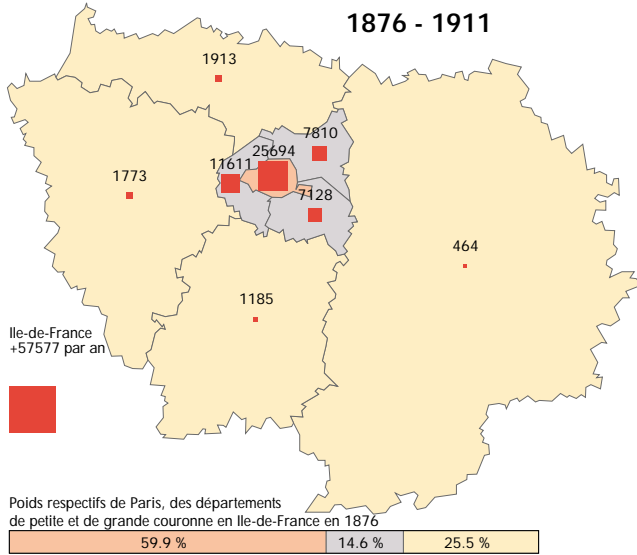 1876 - 1911
1913
7810
25694
11611
1773
7128
464
1185
Ile-de-France
+57577 par an
Poids respectifs de Paris, des départements
de petite et de grande couronne en Ile-de-France en 1876
59.9 %
14.6 %
25.5 %